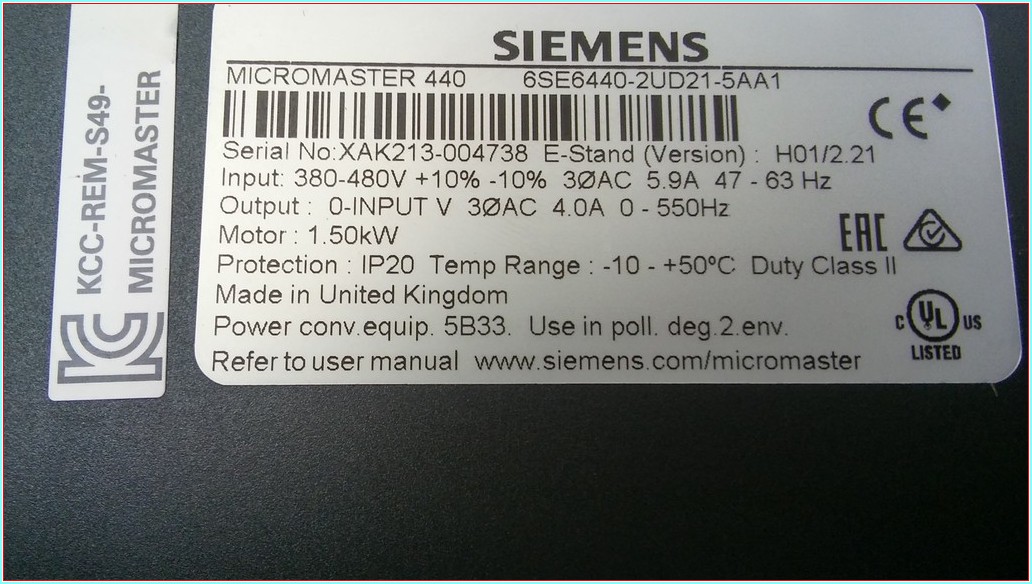 SIEMENS
MICROMASTER 440 6SE6440-2UD21-5AA1
Serial No:XAK213-004738 E-Stand (Version) : H01/2.21
Input: 380-480V +10% -10% 3ØAC 5.9A 47 - 63 Hz
Output : 0-INPUT V 3ØAC 4.0A 0 - 550Hz
Motor : 1.50kW
Protection : IP20 Temp Range : -10 - +50ºC Duty Class II
Made in United Kingdom
Power conv.equip. 5B33. Use in poll. deg.2.env.
Refer to user manual www.siemens.com/micromaster
CE
EAC
C UL US
LISTED
KCC-REM-S49-
MICROMASTER